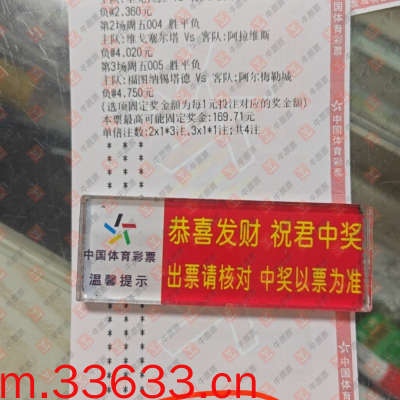 负@2.360元
第2场周五004 胜平负
主队:维戈塞尔塔 Vs 客队:阿拉维斯
负@4.020元
第3场周五005 胜平负
主队:福图纳锡塔德 Vs 客队:阿尔梅勒城
负@4.750元
(选项固定奖金额为每1元投注对应的奖金额)
本票最高可能固定奖金:169.71元
单倍注数:2x1*3注,3x1*1注;共4注
中国体育彩票
恭喜发财 祝君中奖
中国体育彩票
温馨提示
出票请核对 中奖以票为准
m.33633.cn